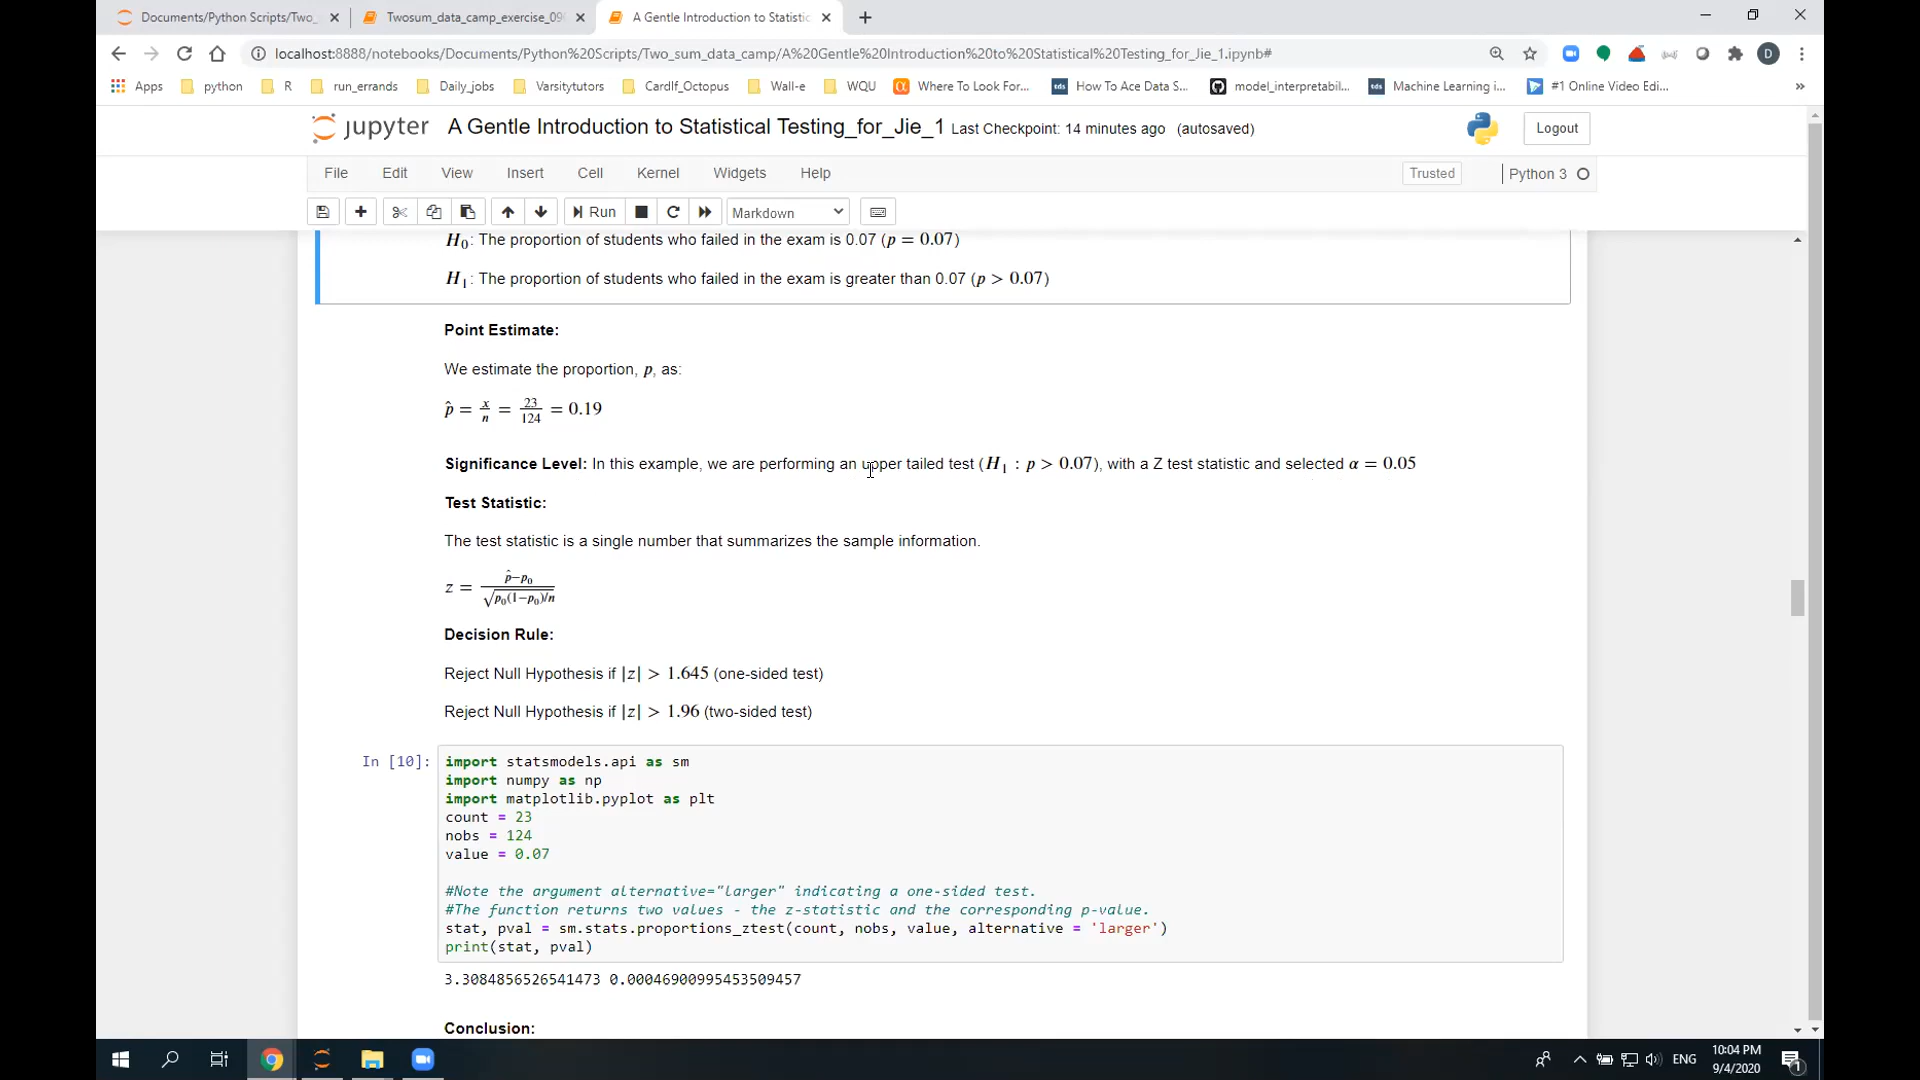 Documents/Python Scripts/Two_
Twosum_data_camp_exercise_09
A Gentle Introduction to Statistic
localhost:8888/notebooks/Documents/Python%20Scripts/Two_sum_data_camp/A%20Gentle%20Introduction%20to%20Statistical%20Testing_for_Jie_1.ipynb#
D
Apps python R run_errands Daily_jobs Varsitytutors CardIf_Octopus Wall-e WQU Where To Look For... How To Ace Data S... model_interpretabil... Machine Learning i... #1 Online Video Edi... »
jupyter A Gentle Introduction to Statistical Testing_for_Jie_1 Last Checkpoint: 14 minutes ago (autosaved) Logout
File Edit View Insert Cell Kernel Widgets Help Trusted Python 3
Run Markdown
H₀: The proportion of students who failed in the exam is 0.07 (p = 0.07)
H₁: The proportion of students who failed in the exam is greater than 0.07 (p > 0.07)
Point Estimate:
We estimate the proportion, p, as:
p̂ = x/n = 23/124 = 0.19
Significance Level: In this example, we are performing an upper tailed test (H₁ : p > 0.07), with a Z test statistic and selected α = 0.05
Test Statistic:
The test statistic is a single number that summarizes the sample information.
z = (p̂−p₀)/√(p₀(1−p₀)/n)
Decision Rule:
Reject Null Hypothesis if |z| > 1.645 (one-sided test)
Reject Null Hypothesis if |z| > 1.96 (two-sided test)
In [10]: import statsmodels.api as sm
import numpy as np
import matplotlib.pyplot as plt
count = 23
nobs = 124
value = 0.07
#Note the argument alternative="larger" indicating a one-sided test.
#The function returns two values - the z-statistic and the corresponding p-value.
stat, pval = sm.stats.proportions_ztest(count, nobs, value, alternative = 'larger')
print(stat, pval)
3.3084856526541473 0.00046900995453509457
Conclusion:
ENG
10:04 PM
9/4/2020
1